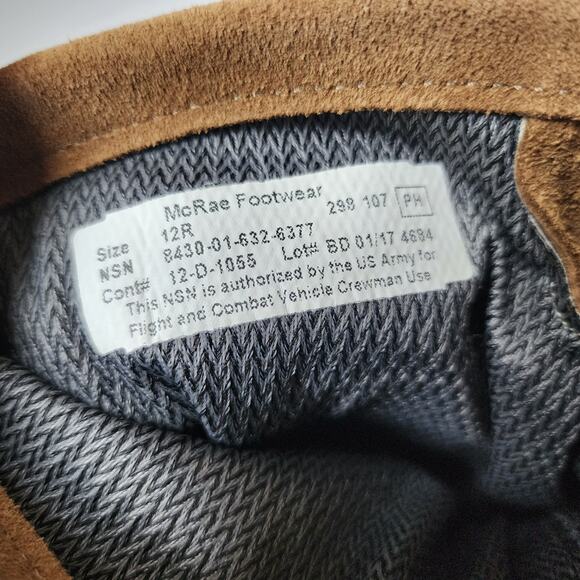 McRae Footwear
Size 12R 298 107 PH
NSN 8430-01-632-6377
Cont# 12-D-1055 Lot# BD 01/17 4694
This NSN is authorized by the US Army for
Flight and Combat Vehicle Crewman Use